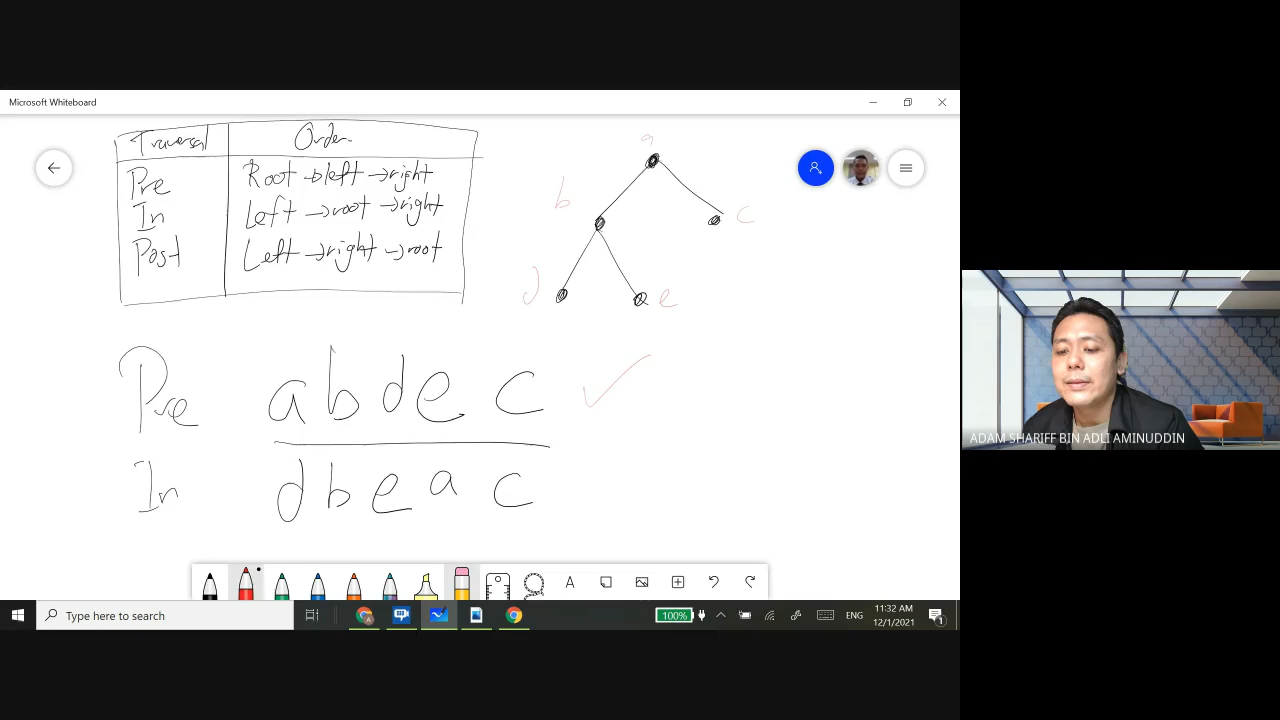 Microsoft Whiteboard
Traversal Order
Pre Root → left → right
In Left → root → right
Post Left → right → root
a
b
c
d
e
Pre a b d e c
In d b e a c
ADAM SHARIFF BIN ADLI AMINUDDIN
A
Type here to search
100%
ENG
11:32 AM
12/1/2021
1